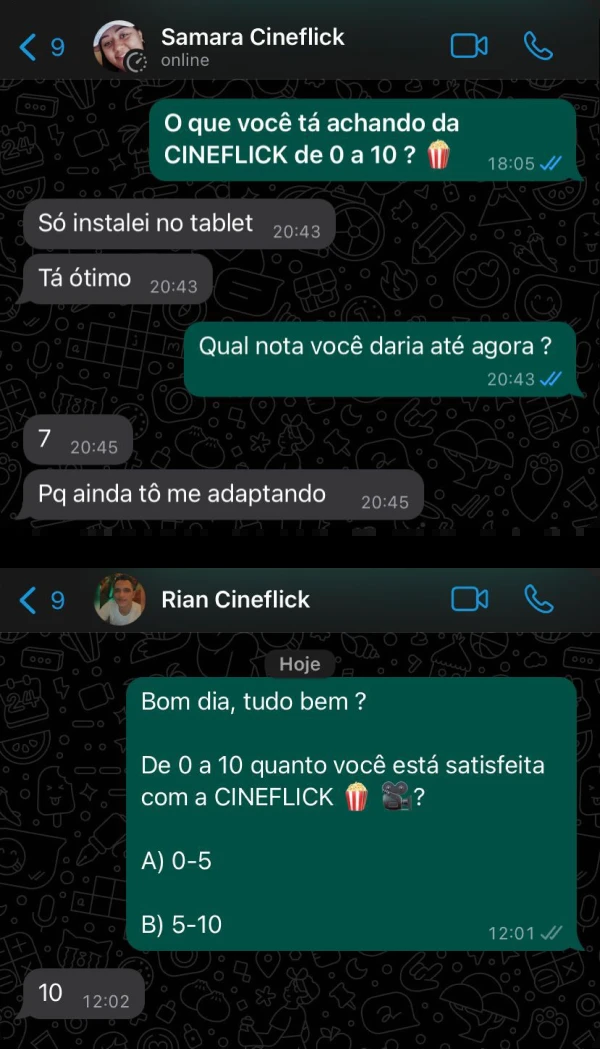 9
Samara Cineflick
online
O que você tá achando da
CINEFLICK de 0 a 10 ? 🍿 18:05
Só instalei no tablet 20:43
Tá ótimo 20:43
Qual nota você daria até agora ?
20:43
7 20:45
Pq ainda tô me adaptando 20:45
9
Rian Cineflick
Hoje
Bom dia, tudo bem ?
De 0 a 10 quanto você está satisfeita
com a CINEFLICK 🍿 🎥?
A) 0-5
B) 5-10 12:01
10 12:02